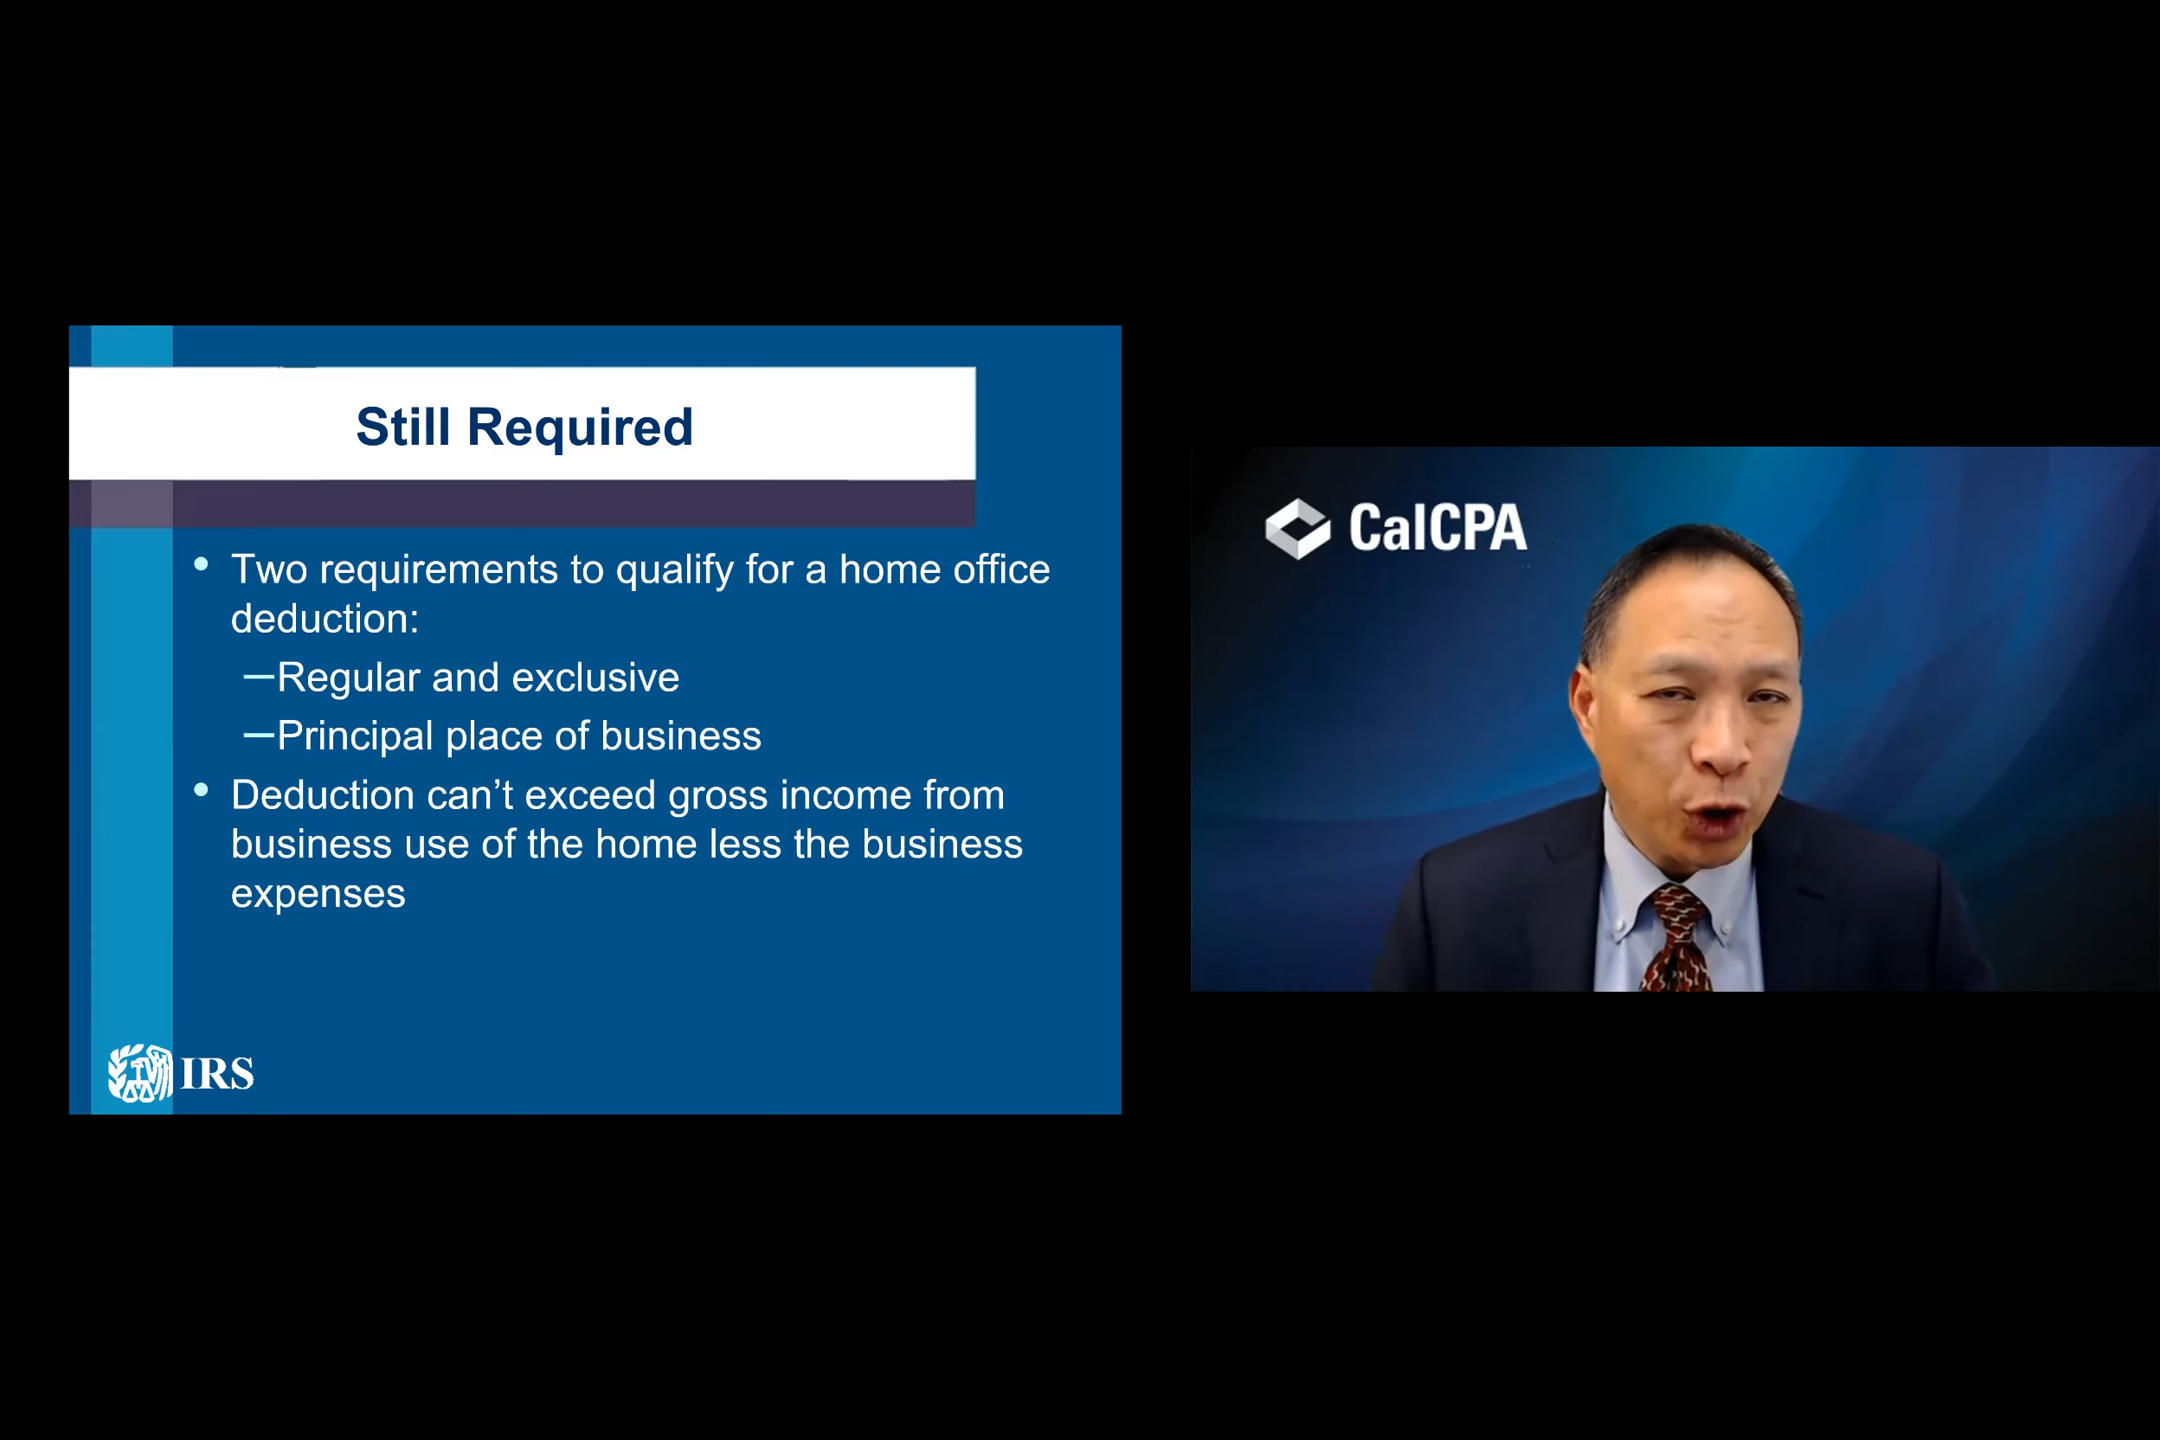 Still Required
• Two requirements to qualify for a home office
deduction:
—Regular and exclusive
—Principal place of business
• Deduction can’t exceed gross income from
business use of the home less the business
expenses
IRS
CalCPA